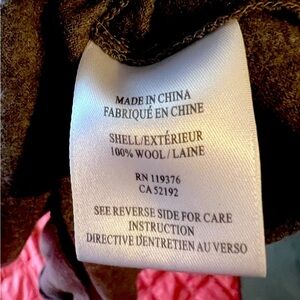 MADE IN CHINA
FABRIQUÉ EN CHINE
SHELL/EXTÉRIEUR
100% WOOL / LAINE
RN 119376
CA 52192
SEE REVERSE SIDE FOR CARE
INSTRUCTION
DIRECTIVE D'ENTRETIEN AU VERSO